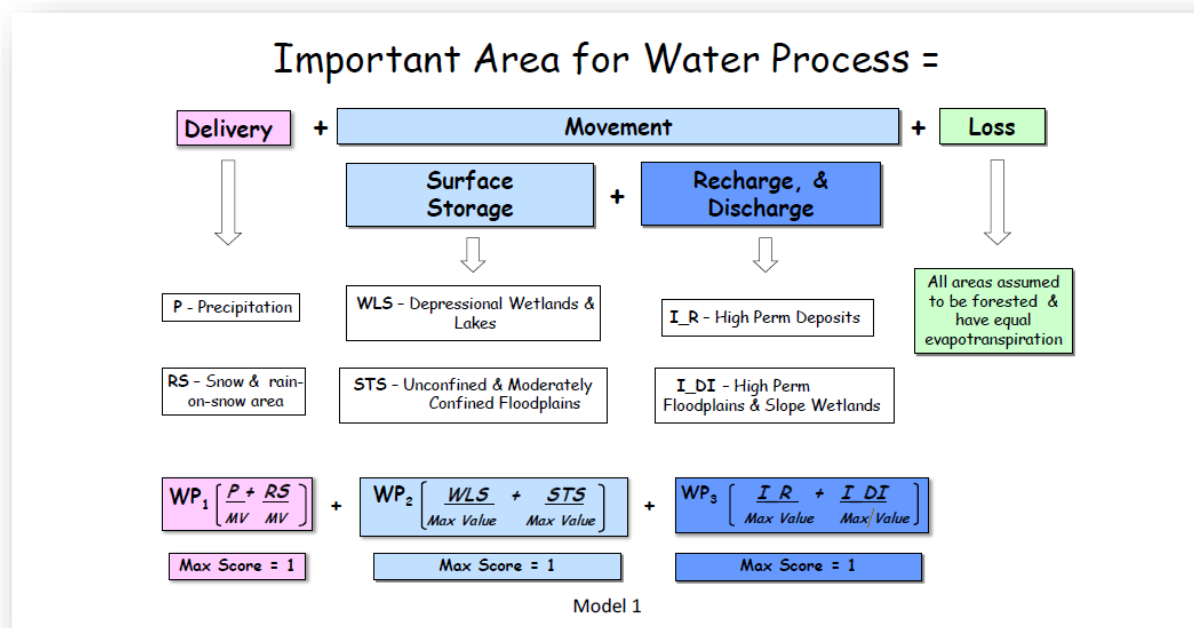 Important Area for Water Process =
Delivery + Movement + Loss
Surface
Storage
+
Recharge, &
Discharge
P - Precipitation
WLS - Depressional Wetlands &
Lakes
I_R - High Perm Deposits
All areas assumed
to be forested &
have equal
evapotranspiration
RS - Snow & rain-
on-snow area
STS - Unconfined & Moderately
Confined Floodplains
I_DI - High Perm
Floodplains & Slope Wetlands
WP₁ [ P + RS ]
MV MV
+
WP₂ [ WLS + STS ]
Max Value Max Value
+
WP₃ [ I_R + I_DI ]
Max Value Max/Value
Max Score = 1
Max Score = 1
Max Score = 1
Model 1